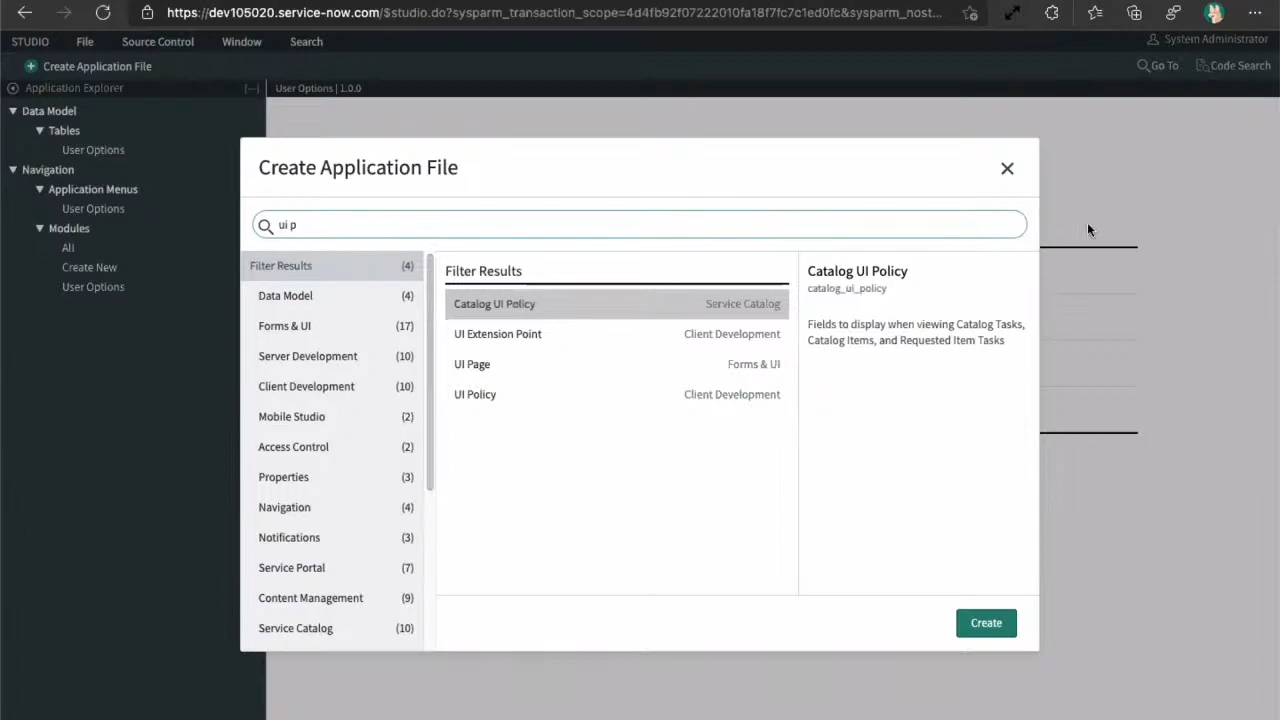 https://dev105020.service-now.com/$studio.do?sysparm_transaction_scope=4d4fb92f07222010fa18f7fc7c1ed0fc&sysparm_nost...
STUDIO File Source Control Window Search System Administrator
Create Application File Go To Code Search
Application Explorer [—] User Options | 1.0.0
Data Model
Tables
User Options
Navigation
Application Menus
User Options
Modules
All
Create New
User Options
Create Application File
ui p
Filter Results (4)
Data Model (4)
Forms & UI (17)
Server Development (10)
Client Development (10)
Mobile Studio (2)
Access Control (2)
Properties (3)
Navigation (4)
Notifications (3)
Service Portal (7)
Content Management (9)
Service Catalog (10)
Filter Results
Catalog UI Policy Service Catalog
UI Extension Point Client Development
UI Page Forms & UI
UI Policy Client Development
Catalog UI Policy
catalog_ui_policy
Fields to display when viewing Catalog Tasks,
Catalog Items, and Requested Item Tasks
Create